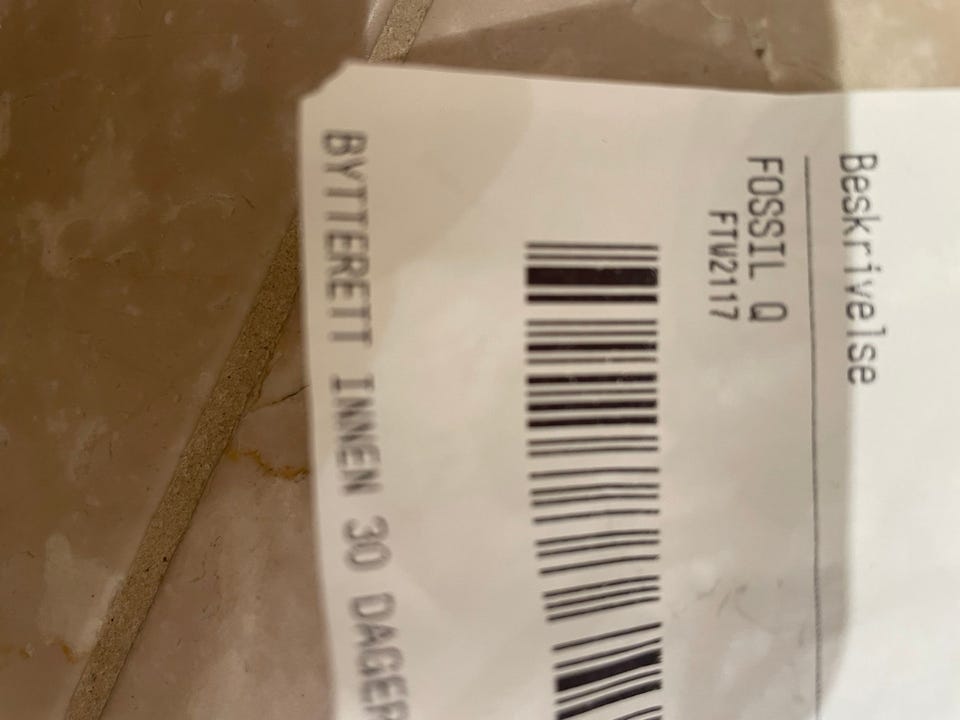 Beskrivelse
FOSSIL Q
FTW2117
BYTTERETT INNEN 30 DAGER